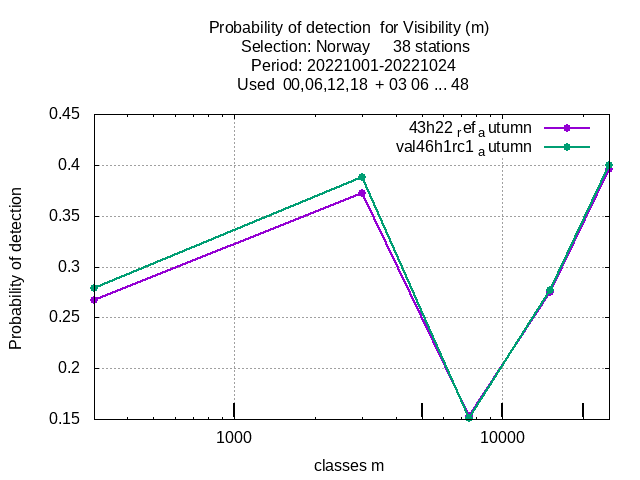 Probability of detection for Visibility (m)
Selection: Norway 38 stations
Period: 20221001-20221024
Used 00,06,12,18 + 03 06 ... 48
43h22 ref a utumn
val46h1rc1 a utumn
0.45
0.4
0.35
0.3
0.25
0.2
0.15
Probability of detection
1000 10000
classes m